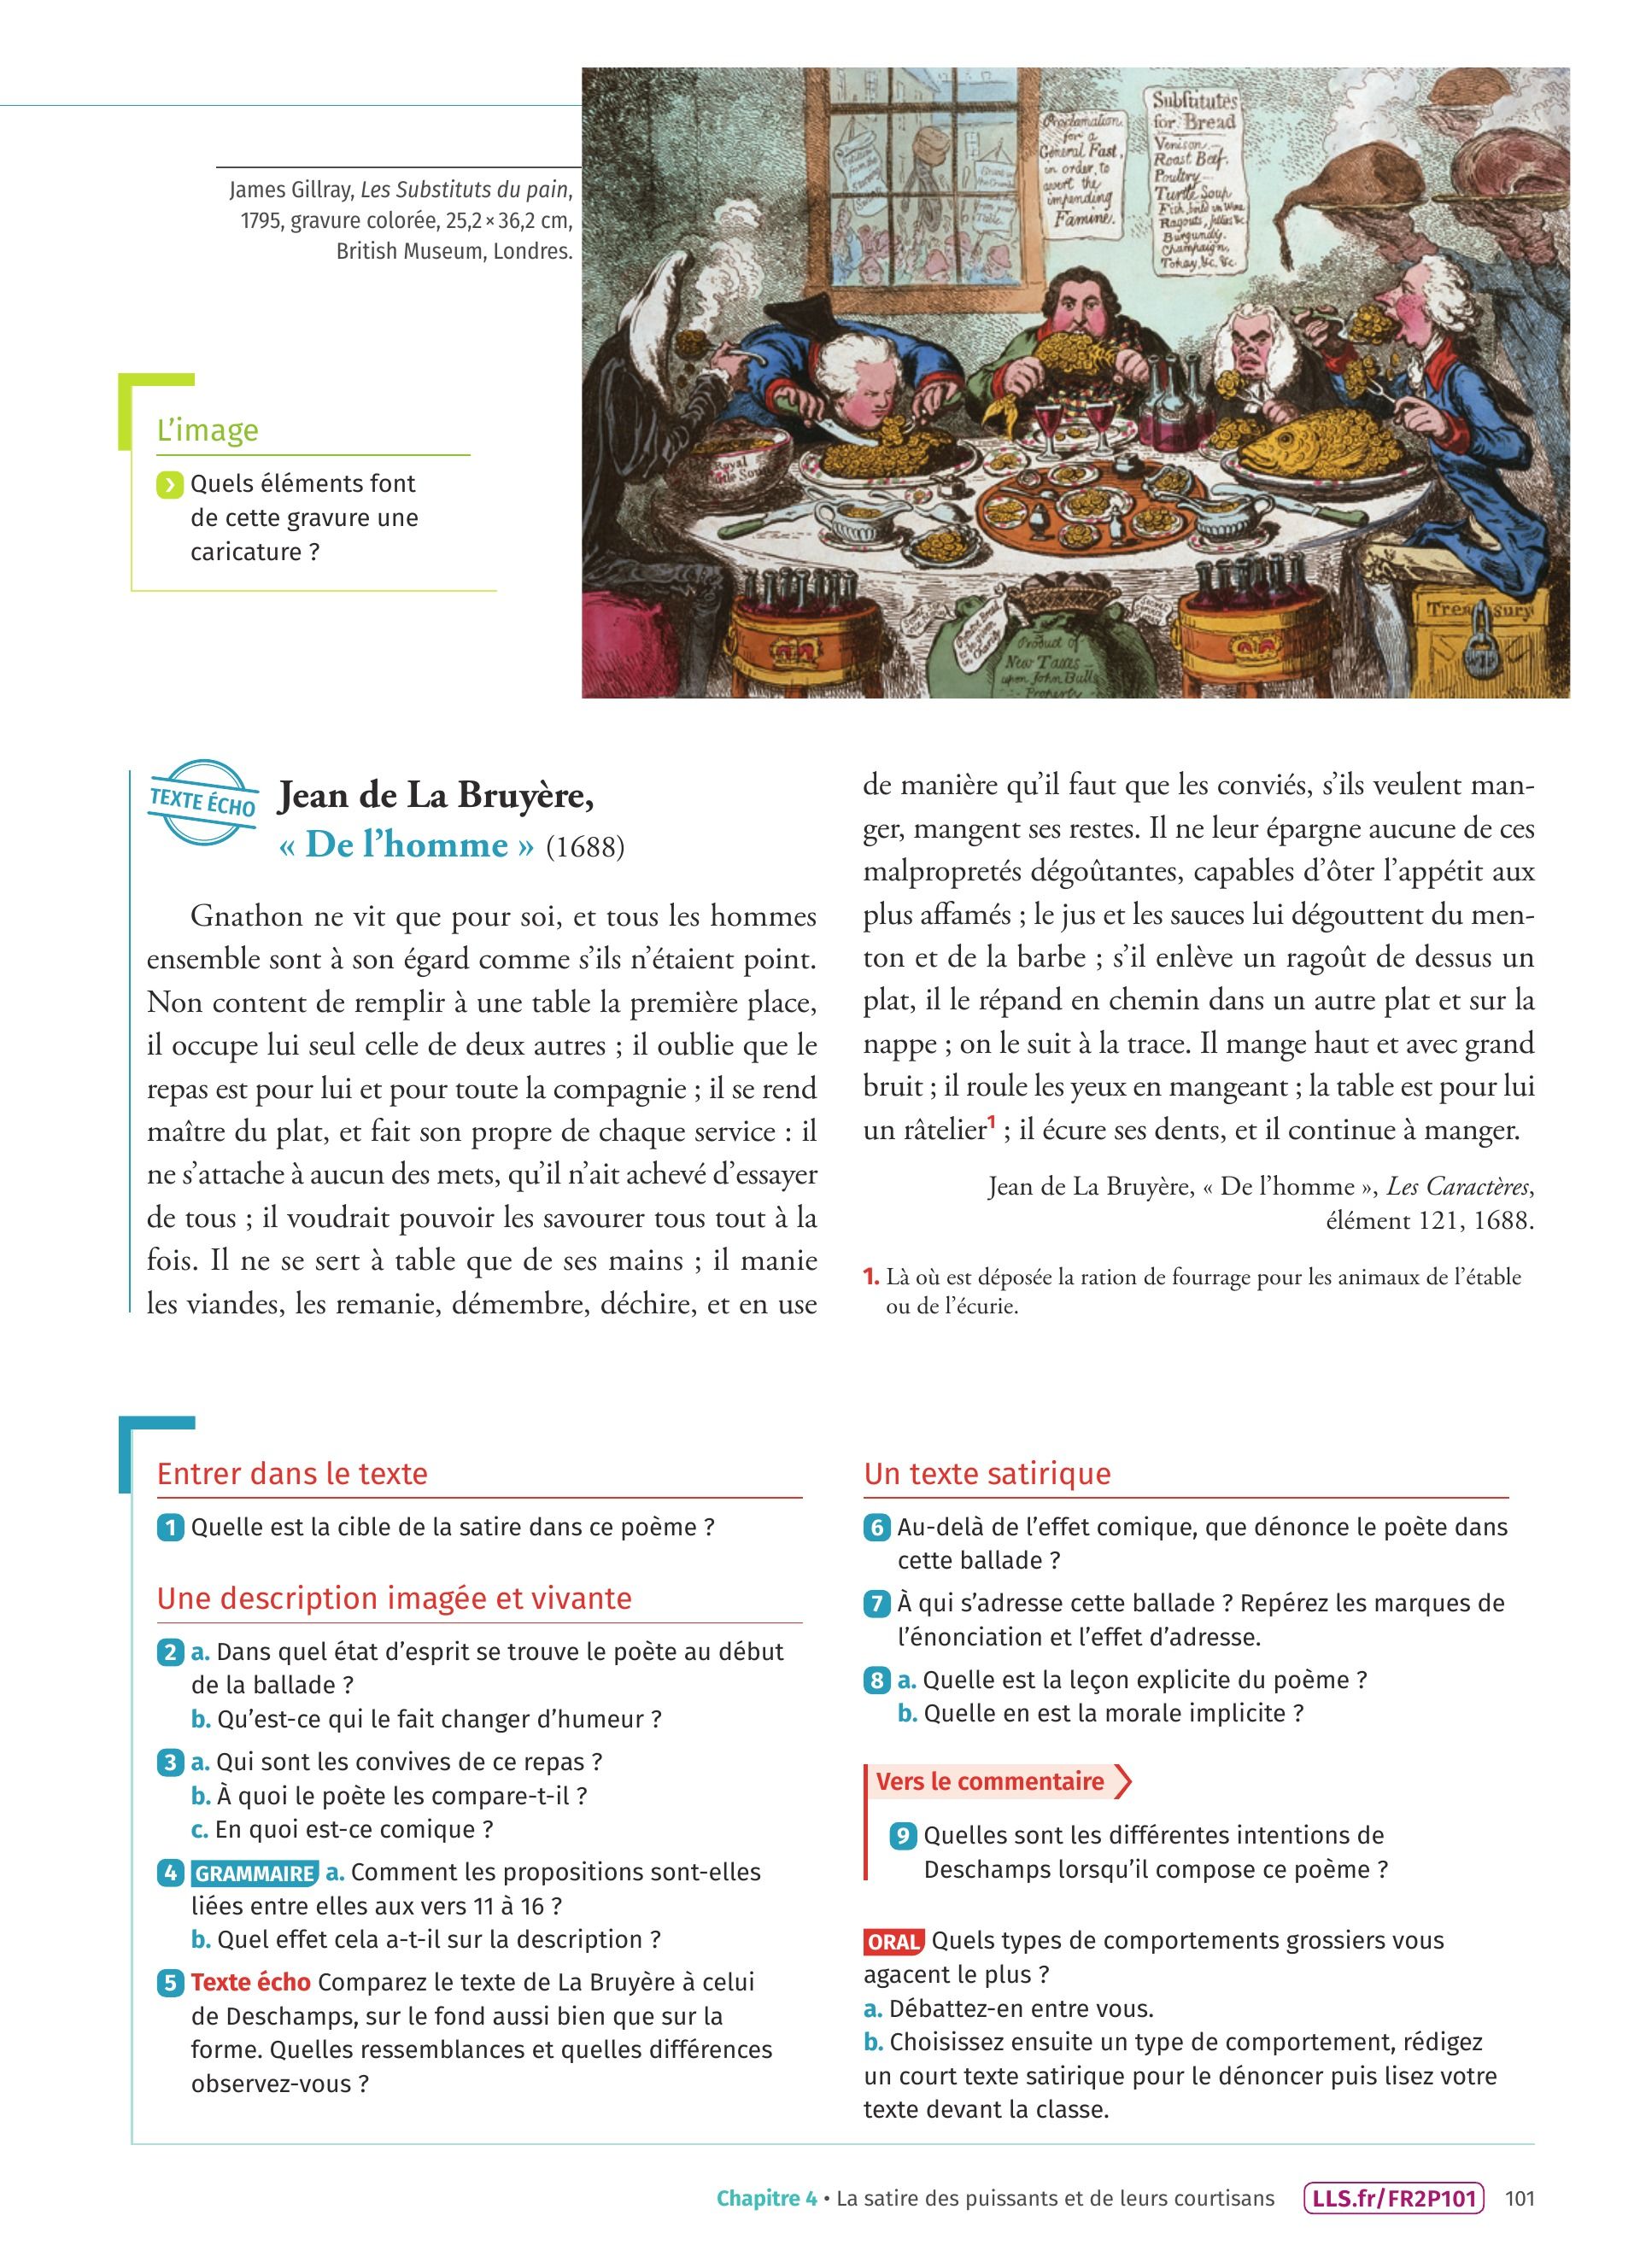 James Gillray, Les Substituts du pain,
1795, gravure colorée, 25,2 × 36,2 cm,
British Museum, Londres.
Proclamation
for a
General Fast,
in order, to
avert the
impending
Famine.
Substitutes
for Bread
Venison,
Roast Beef.
Poultry
Turtle Soup
Fish, boil'd in Wine
Ragouts, Jellies &c.
Burgundy,
Champaign,
Tokay, &c, &c.
Royal
Soup
Product of
New Taxes
upon John Bulls
Property
Treasury
L'image
Quels éléments font
de cette gravure une
caricature ?
TEXTE ÉCHO
Jean de La Bruyère,
« De l'homme » (1688)
Gnathon ne vit que pour soi, et tous les hommes
ensemble sont à son égard comme s'ils n'étaient point.
Non content de remplir à une table la première place,
il occupe lui seul celle de deux autres ; il oublie que le
repas est pour lui et pour toute la compagnie ; il se rend
maître du plat, et fait son propre de chaque service : il
ne s'attache à aucun des mets, qu'il n'ait achevé d'essayer
de tous ; il voudrait pouvoir les savourer tous tout à la
fois. Il ne se sert à table que de ses mains ; il manie
les viandes, les remanie, démembre, déchire, et en use
de manière qu'il faut que les conviés, s'ils veulent man-
ger, mangent ses restes. Il ne leur épargne aucune de ces
malpropretés dégoûtantes, capables d'ôter l'appétit aux
plus affamés ; le jus et les sauces lui dégouttent du men-
ton et de la barbe ; s'il enlève un ragoût de dessus un
plat, il le répand en chemin dans un autre plat et sur la
nappe ; on le suit à la trace. Il mange haut et avec grand
bruit ; il roule les yeux en mangeant ; la table est pour lui
un râtelier1 ; il écure ses dents, et il continue à manger.
Jean de La Bruyère, « De l'homme », Les Caractères,
élément 121, 1688.
1. Là où est déposée la ration de fourrage pour les animaux de l'étable
ou de l'écurie.
Entrer dans le texte
1 Quelle est la cible de la satire dans ce poème ?
Une description imagée et vivante
2 a. Dans quel état d'esprit se trouve le poète au début
de la ballade ?
b. Qu'est-ce qui le fait changer d'humeur ?
3 a. Qui sont les convives de ce repas ?
b. À quoi le poète les compare-t-il ?
c. En quoi est-ce comique ?
4 GRAMMAIRE a. Comment les propositions sont-elles
liées entre elles aux vers 11 à 16 ?
b. Quel effet cela a-t-il sur la description ?
5 Texte écho Comparez le texte de La Bruyère à celui
de Deschamps, sur le fond aussi bien que sur la
forme. Quelles ressemblances et quelles différences
observez-vous ?
Un texte satirique
6 Au-delà de l'effet comique, que dénonce le poète dans
cette ballade ?
7 À qui s'adresse cette ballade ? Repérez les marques de
l'énonciation et l'effet d'adresse.
8 a. Quelle est la leçon explicite du poème ?
b. Quelle en est la morale implicite ?
Vers le commentaire
9 Quelles sont les différentes intentions de
Deschamps lorsqu'il compose ce poème ?
ORAL Quels types de comportements grossiers vous
agacent le plus ?
a. Débattez-en entre vous.
b. Choisissez ensuite un type de comportement, rédigez
un court texte satirique pour le dénoncer puis lisez votre
texte devant la classe.
Chapitre 4 • La satire des puissants et de leurs courtisans LLS.fr/FR2P101 101